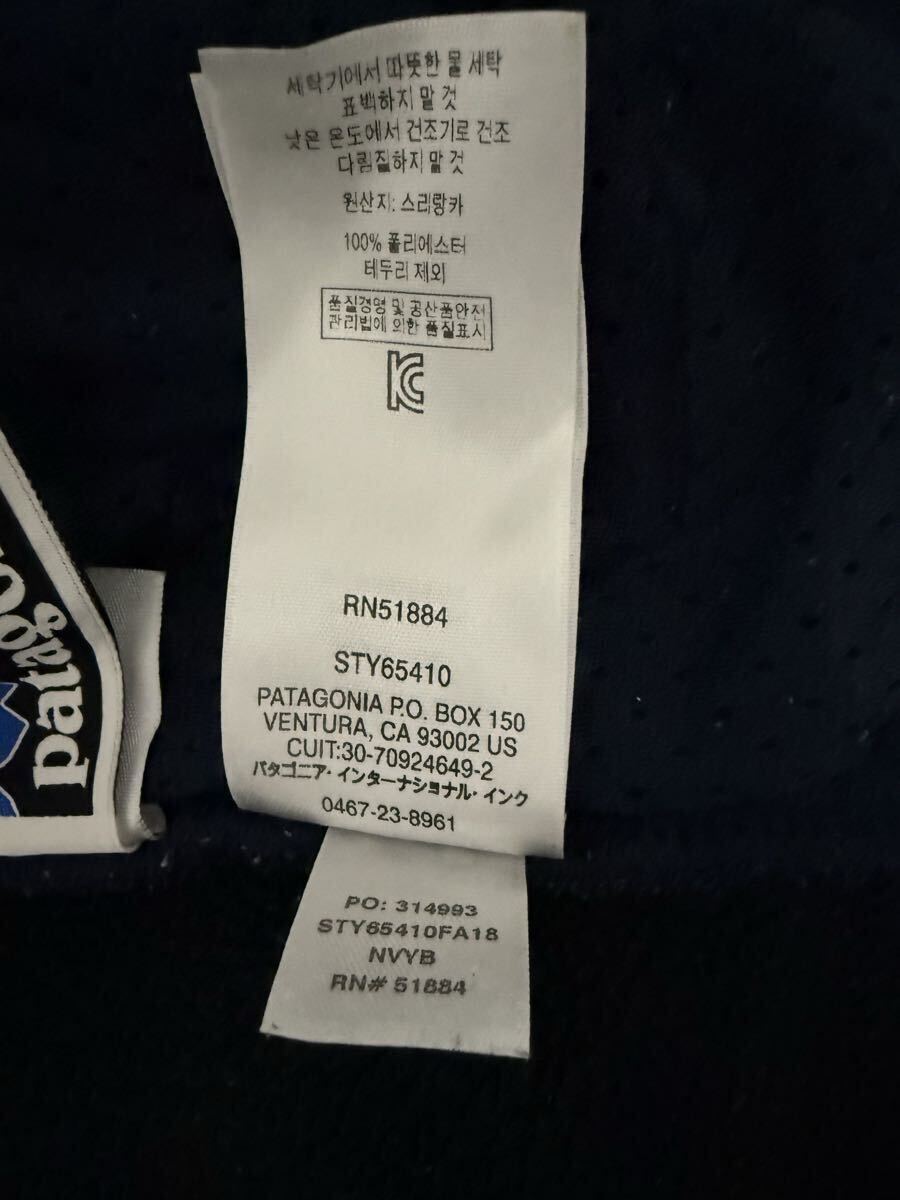 세탁기에서 따뜻한 물 세탁
표백하지 말 것
낮은 온도에서 건조기로 건조
다림질하지 말 것
원산지: 스리랑카
100% 폴리에스터
테두리 제외
품질경영 및 공산품안전
관리법에 의한 품질표시
RN51884
STY65410
PATAGONIA P.O. BOX 150
VENTURA, CA 93002 US
CUIT:30-70924649-2
パタゴニア・インターナショナル・インク
0467-23-8961
PO: 314993
STY65410FA18
NVYB
RN# 51884
patago